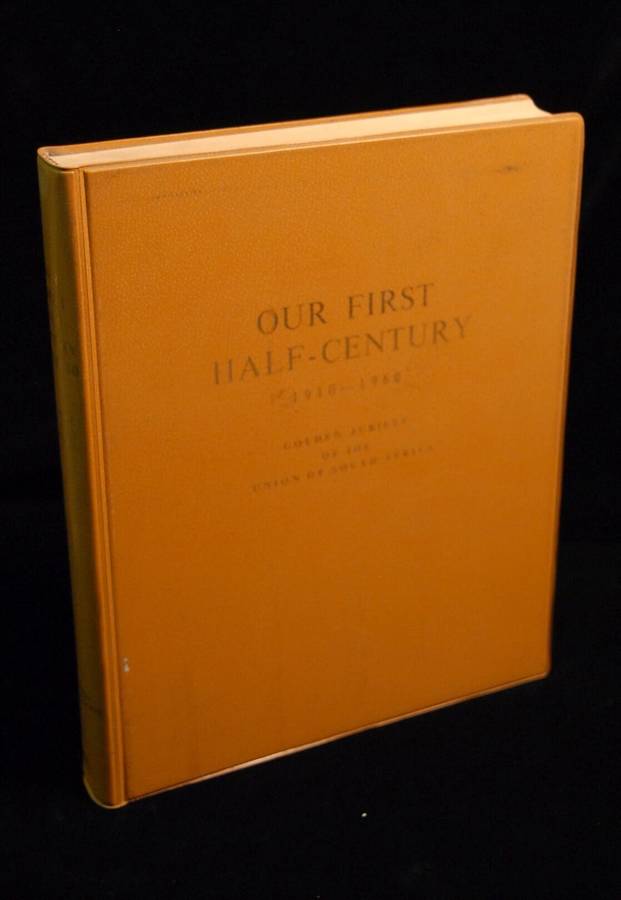 OUR FIRST
HALF-CENTURY
1910—1960
GOLDEN JUBILEE
OF THE
UNION OF SOUTH AFRICA